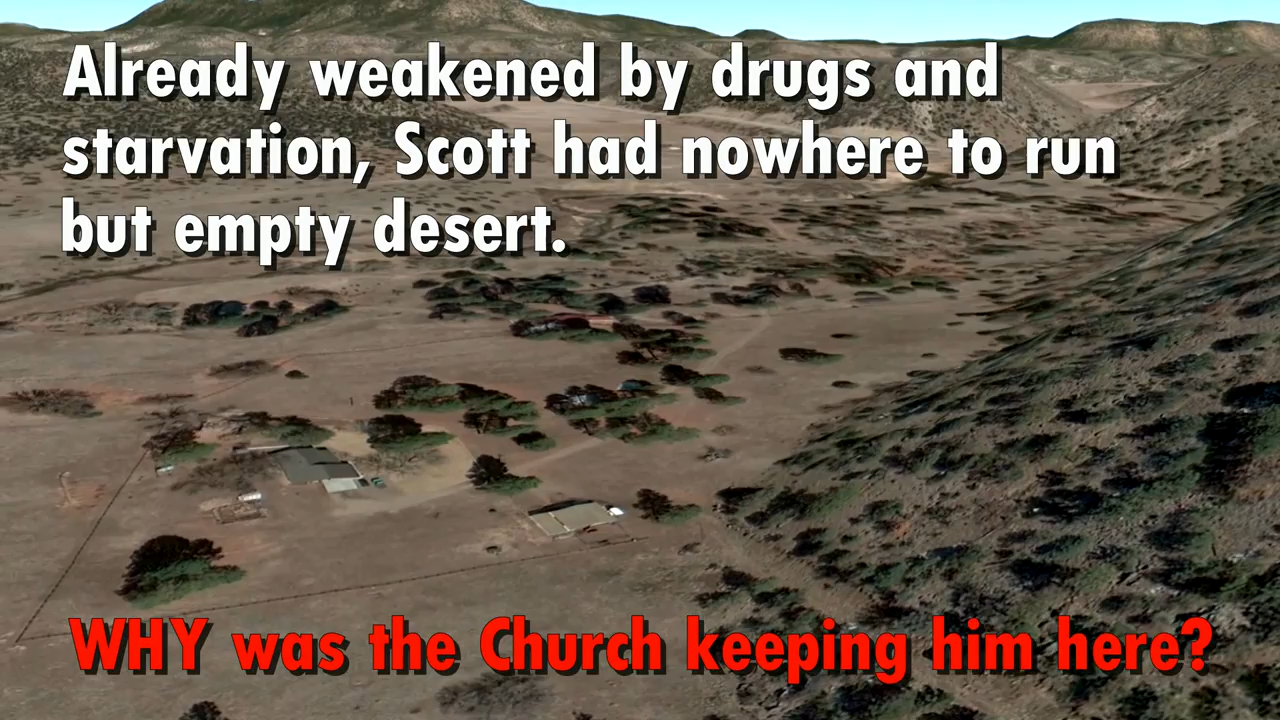 Already weakened by drugs and
starvation, Scott had nowhere to run
but empty desert.
WHY was the Church keeping him here?